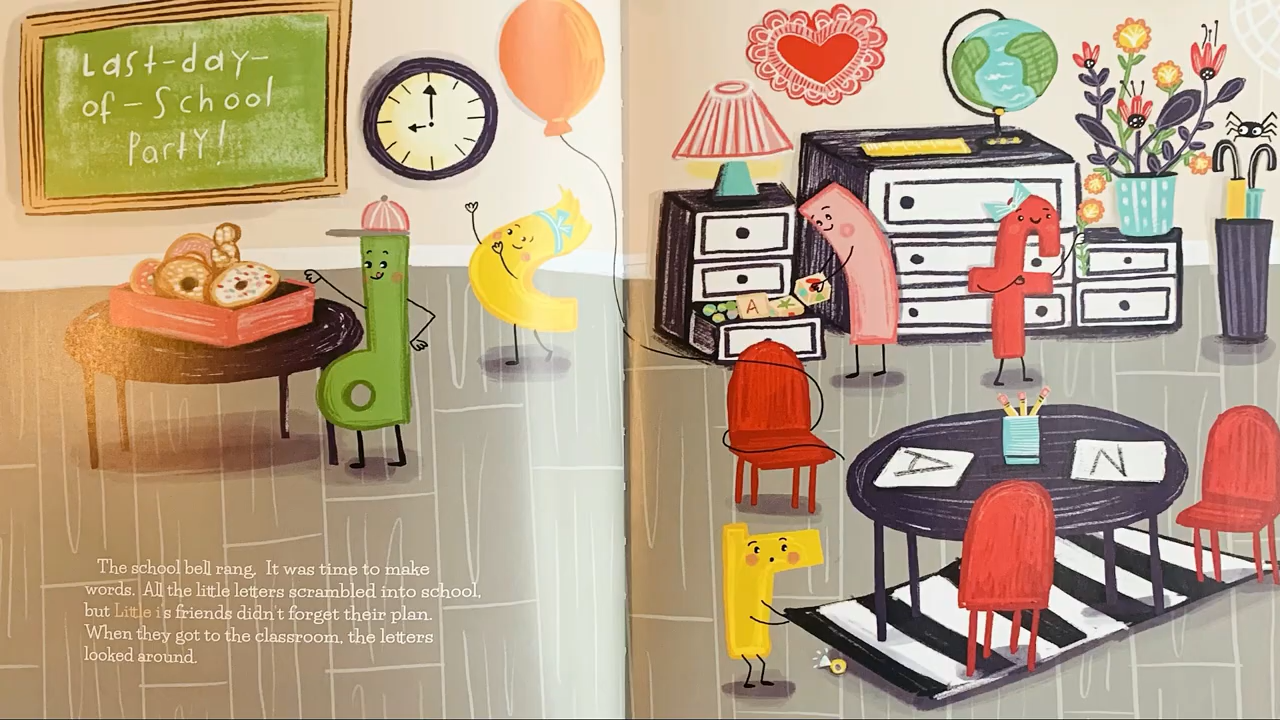 Last-day-
of-School
Party!
A
A
N
The school bell rang. It was time to make
words. All the little letters scrambled into school,
but Little i's friends didn't forget their plan.
When they got to the classroom, the letters
looked around.